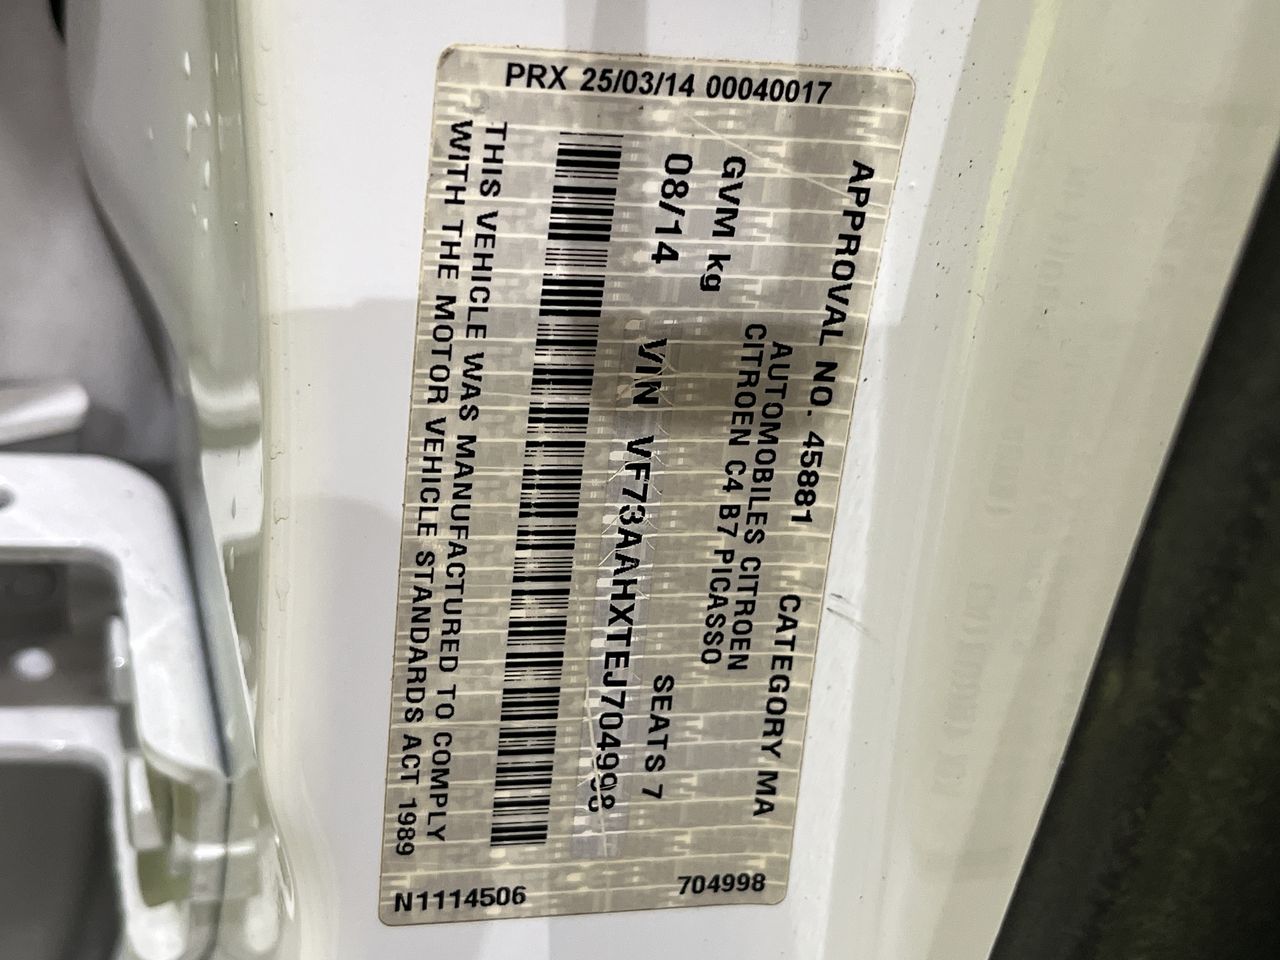 PRX 25/03/14 00040017
APPROVAL NO. 45881 CATEGORY MA
AUTOMOBILES CITROEN
CITROEN C4 B7 PICASSO
GVM kg
08/14 VIN VF73AAHXTEJ704998 SEATS 7
THIS VEHICLE WAS MANUFACTURED TO COMPLY
WITH THE MOTOR VEHICLE STANDARDS ACT 1989
N1114506 704998